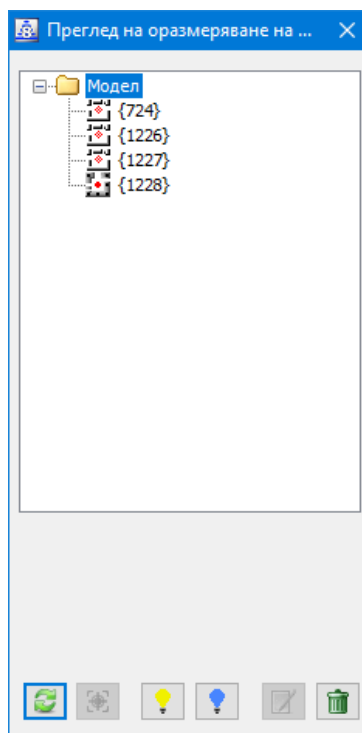 Преглед на оразмеряване на ...
Модел
{724}
{1226}
{1227}
{1228}